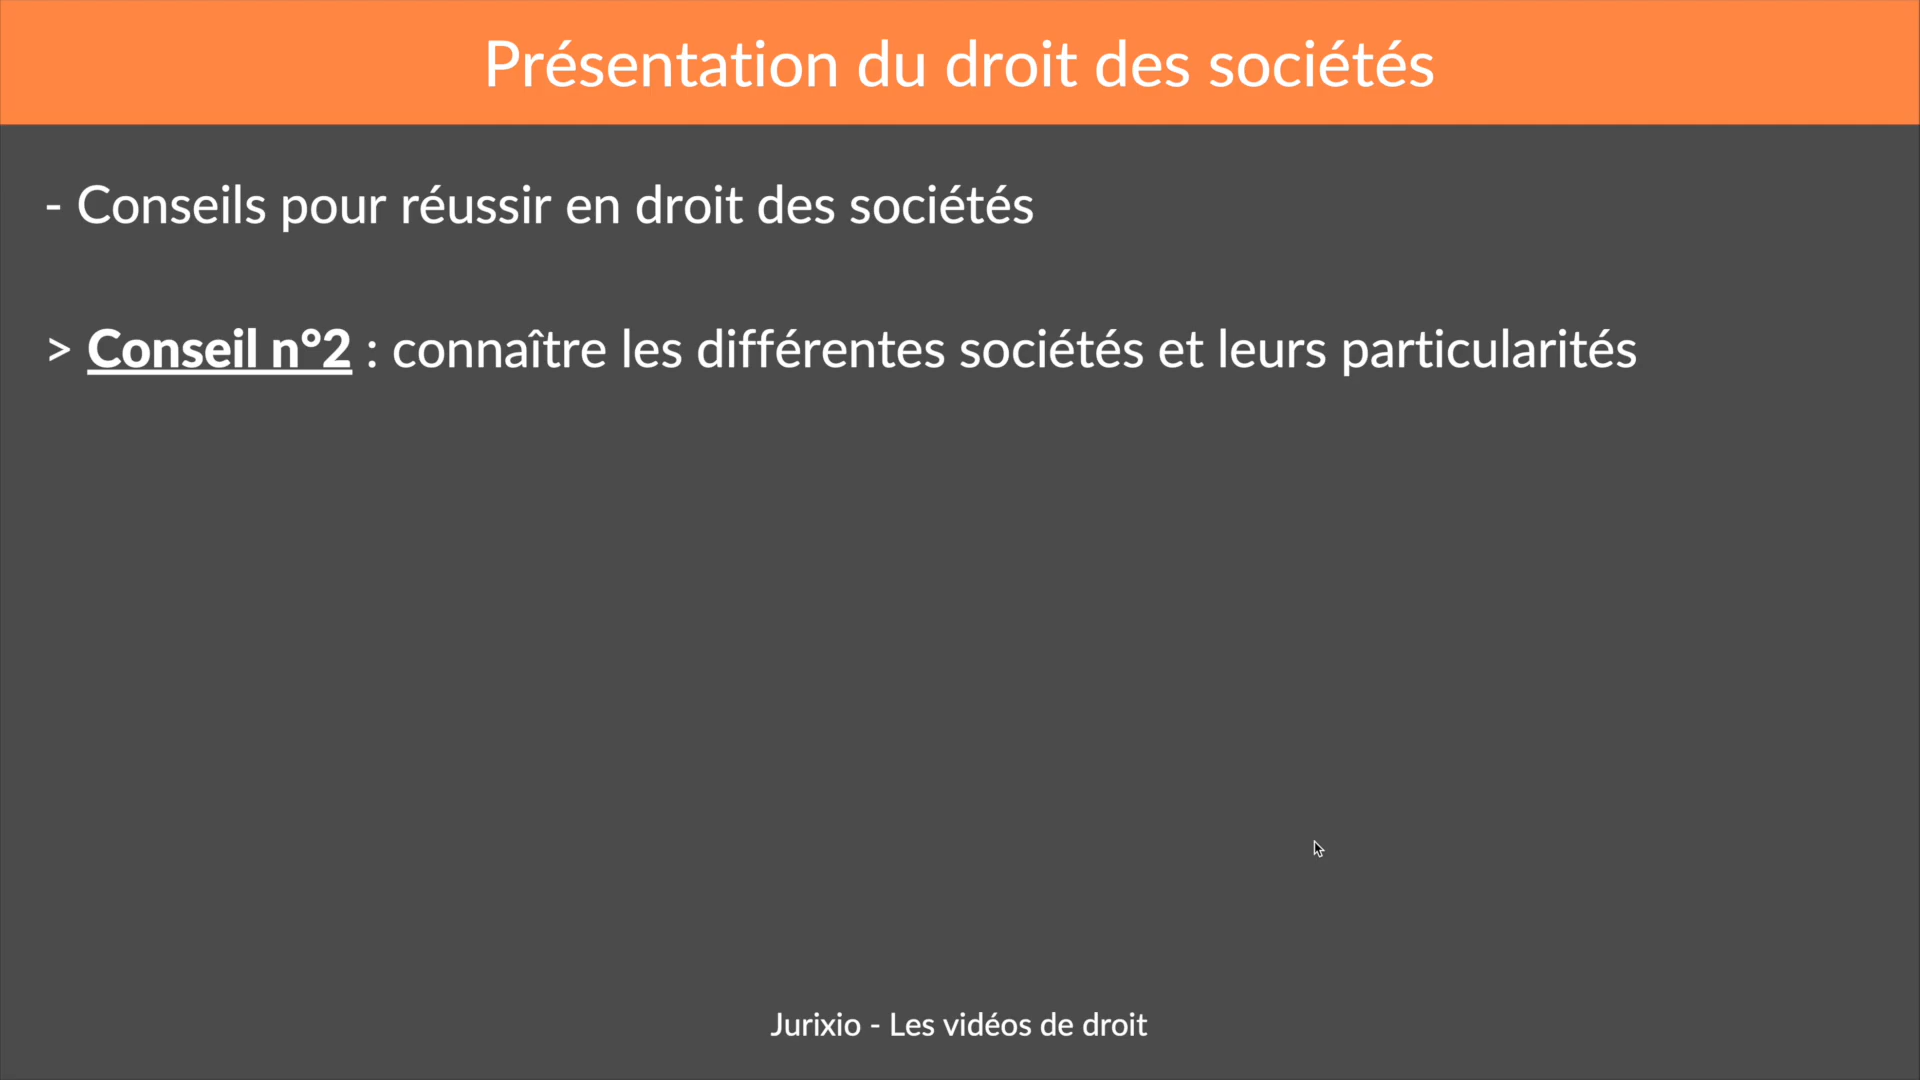 Présentation du droit des sociétés
- Conseils pour réussir en droit des sociétés
> Conseil n°2 : connaître les différentes sociétés et leurs particularités
Jurixio - Les vidéos de droit